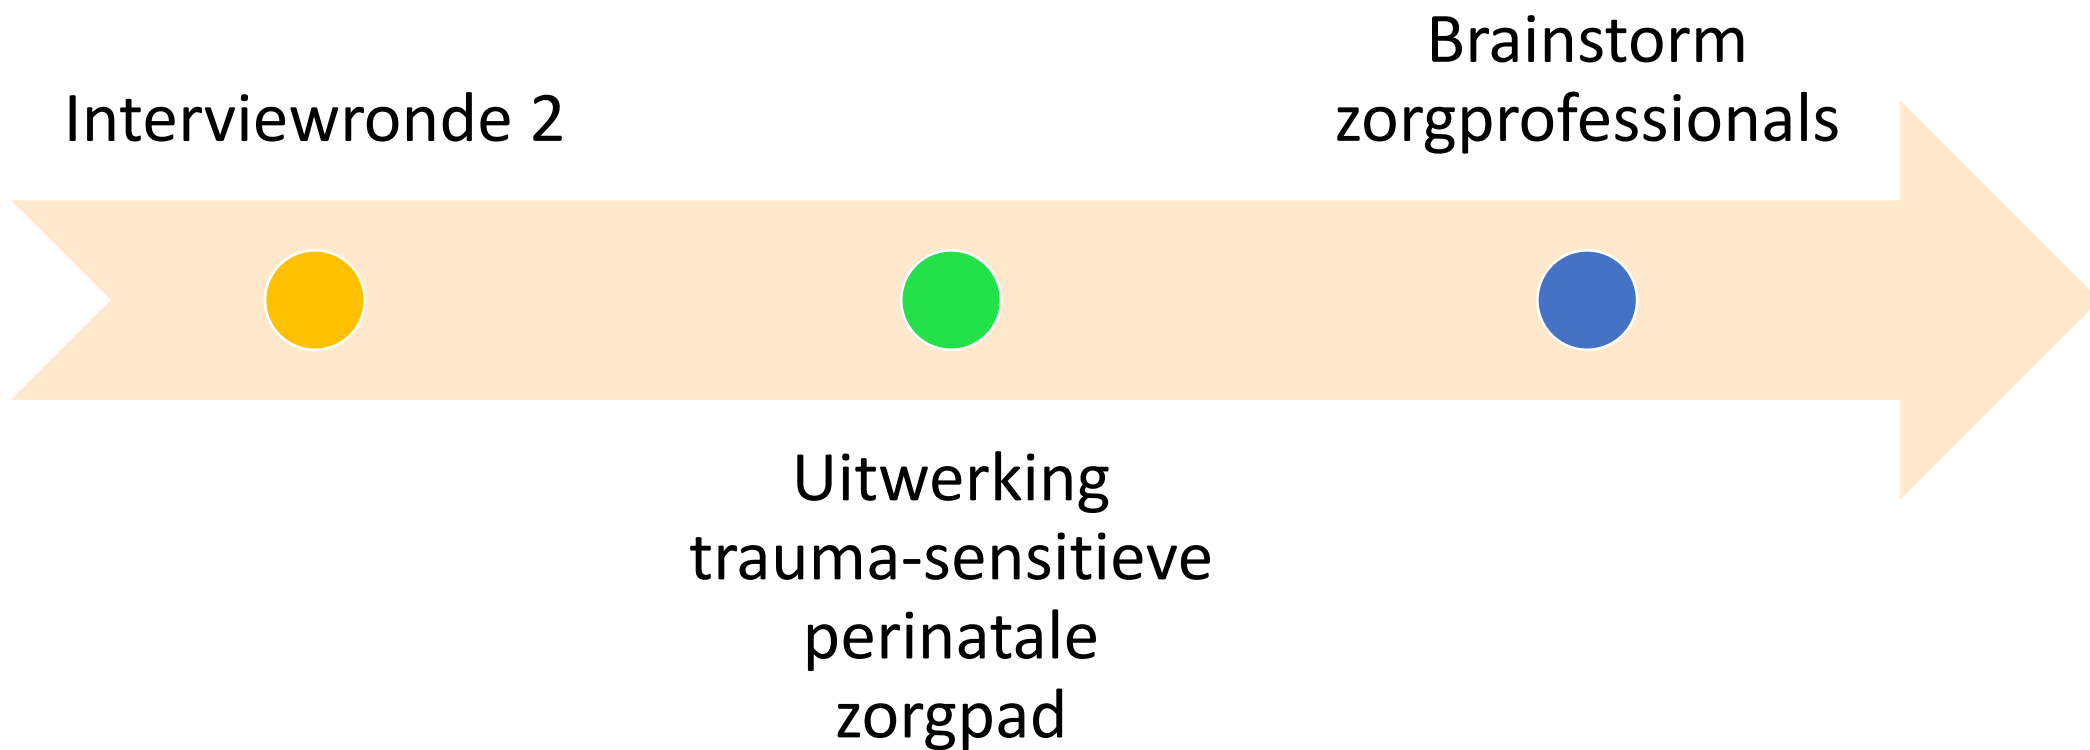 Interviewronde 2
Uitwerking
trauma-sensitieve
perinatale
zorgpad
Brainstorm
zorgprofessionals